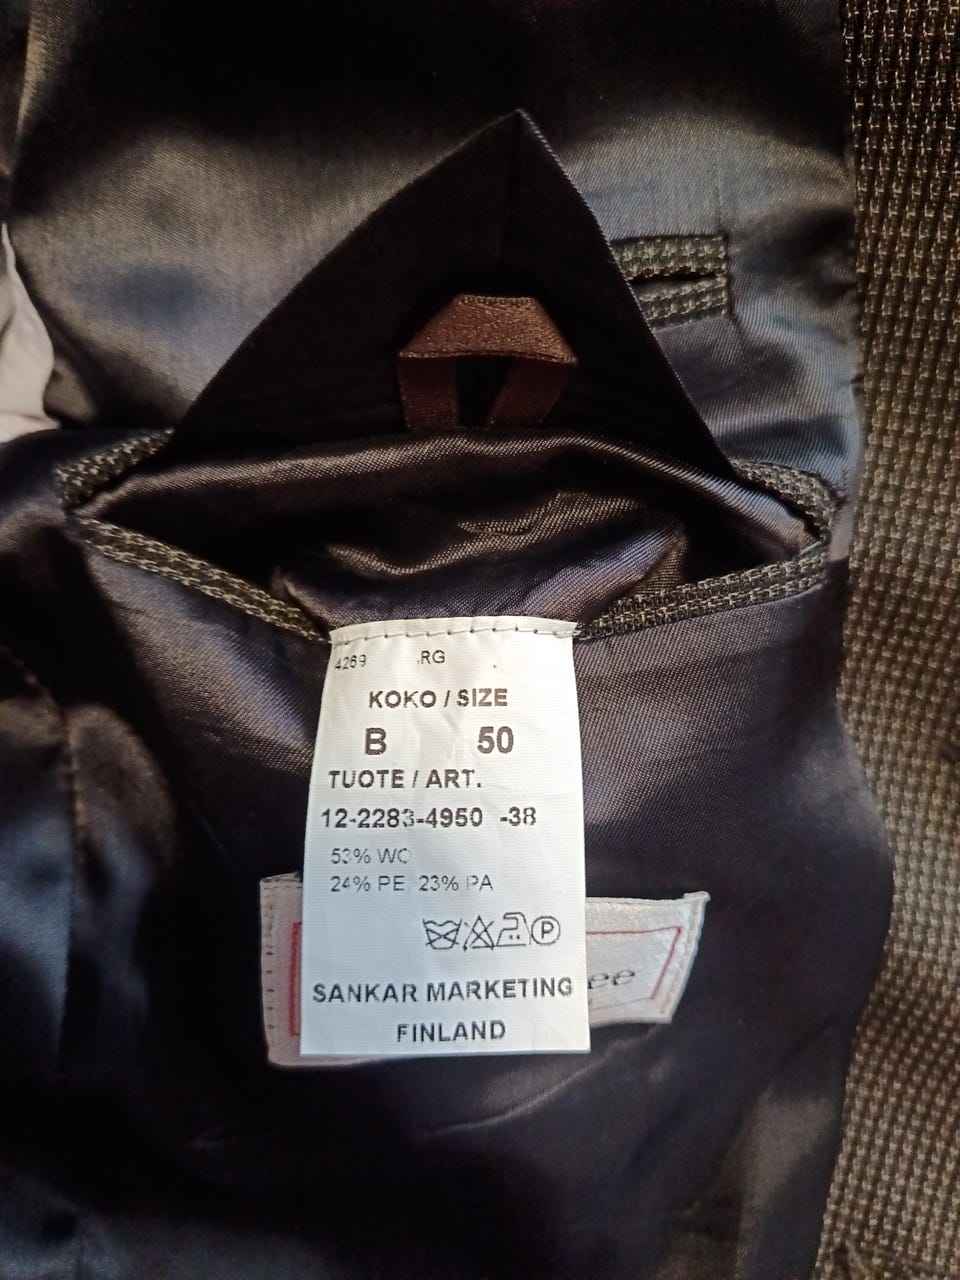 4269 RG
KOKO / SIZE
B 50
TUOTE / ART.
12-2283-4950 -38
53% WO
24% PE 23% PA
P
SANKAR MARKETING
FINLAND
ee